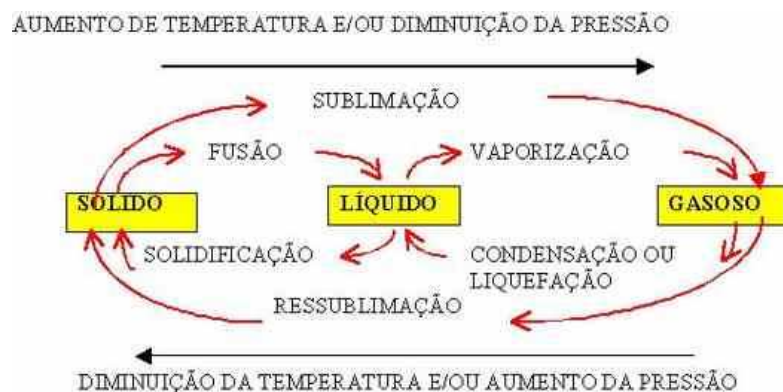 AUMENTO DE TEMPERATURA E/OU DIMINUIÇÃO DA PRESSÃO
SUBLIMAÇÃO
FUSÃO
VAPORIZAÇÃO
SÓLIDO
LÍQUIDO
GASOSO
SOLIDIFICAÇÃO
CONDENSAÇÃO OU
LIQUEFAÇÃO
RESSUBLIMAÇÃO
DIMINUIÇÃO DA TEMPERATURA E/OU AUMENTO DA PRESSÃO